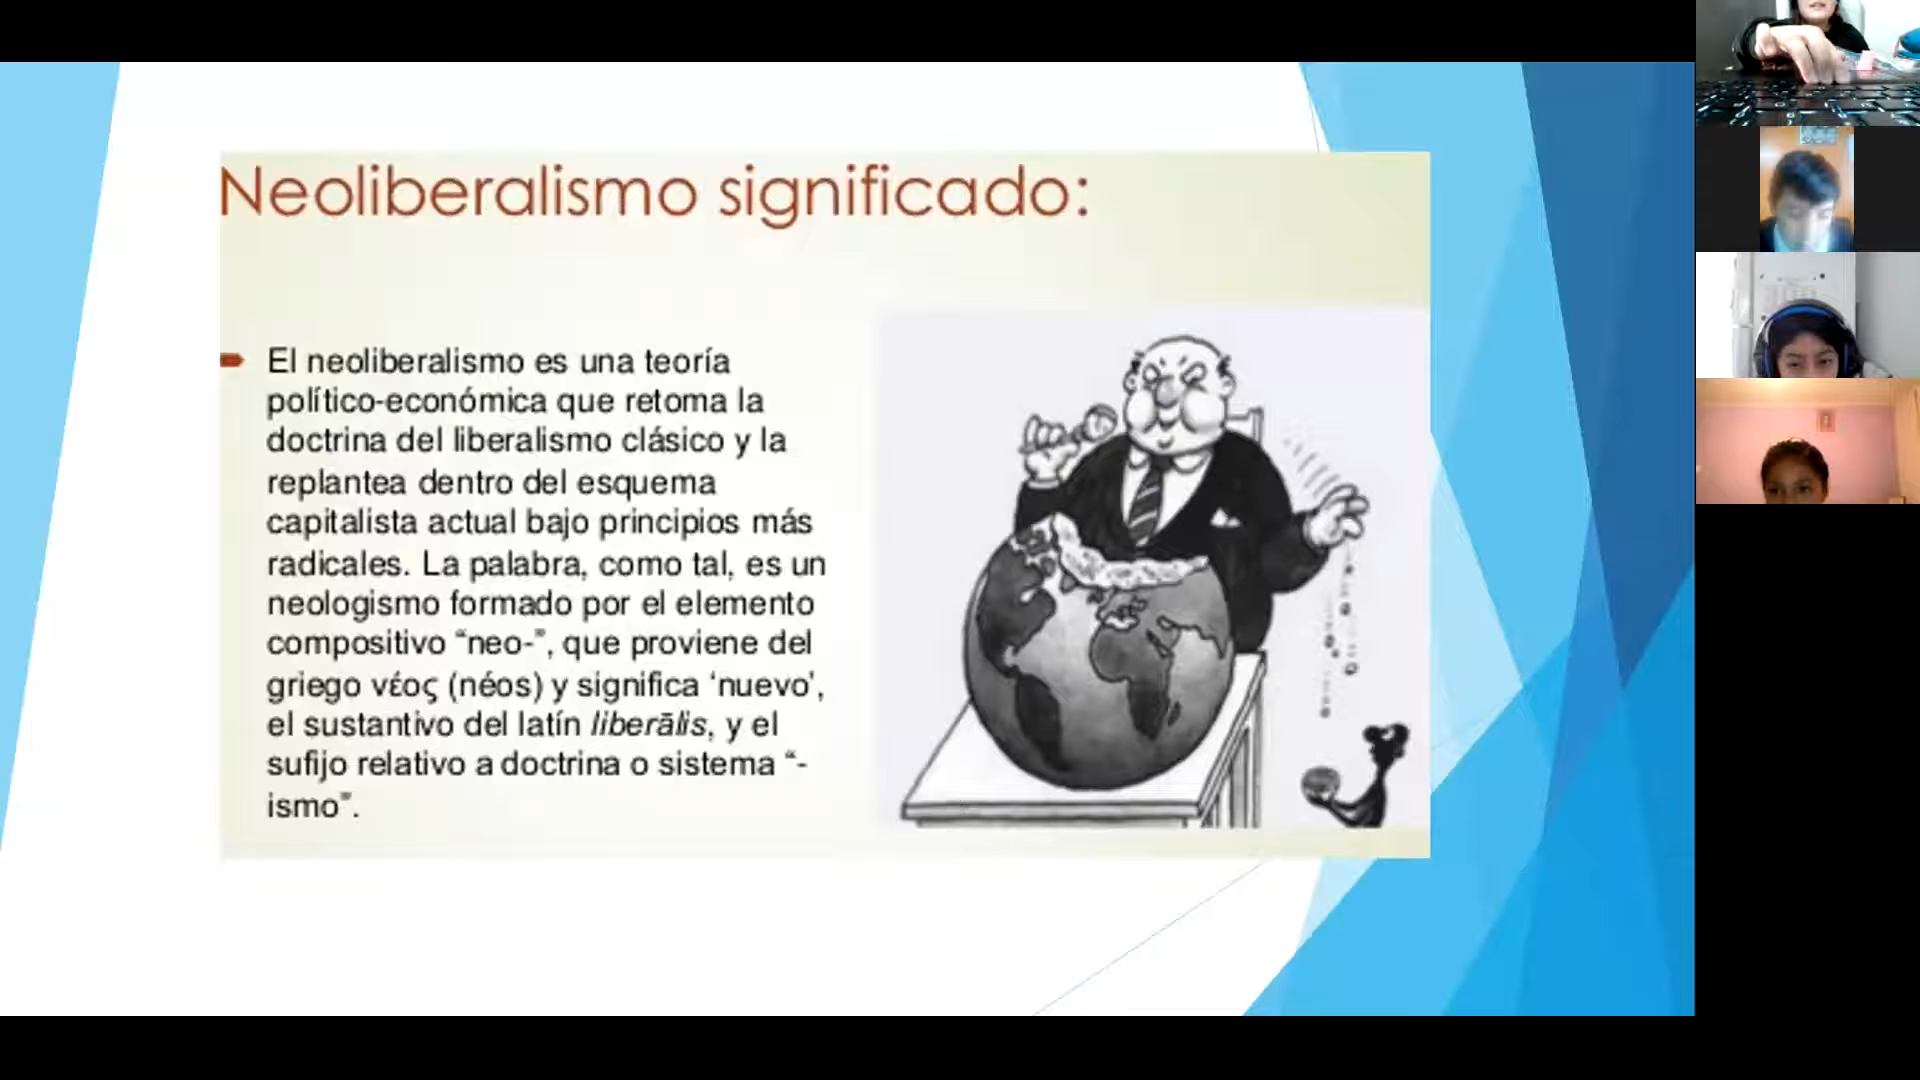 Neoliberalismo significado:
El neoliberalismo es una teoría
político-económica que retoma la
doctrina del liberalismo clásico y la
replantea dentro del esquema
capitalista actual bajo principios más
radicales. La palabra, como tal, es un
neologismo formado por el elemento
compositivo “neo-”, que proviene del
griego νέος (néos) y significa ‘nuevo’,
el sustantivo del latín liberālis, y el
sufijo relativo a doctrina o sistema “-
ismo”.